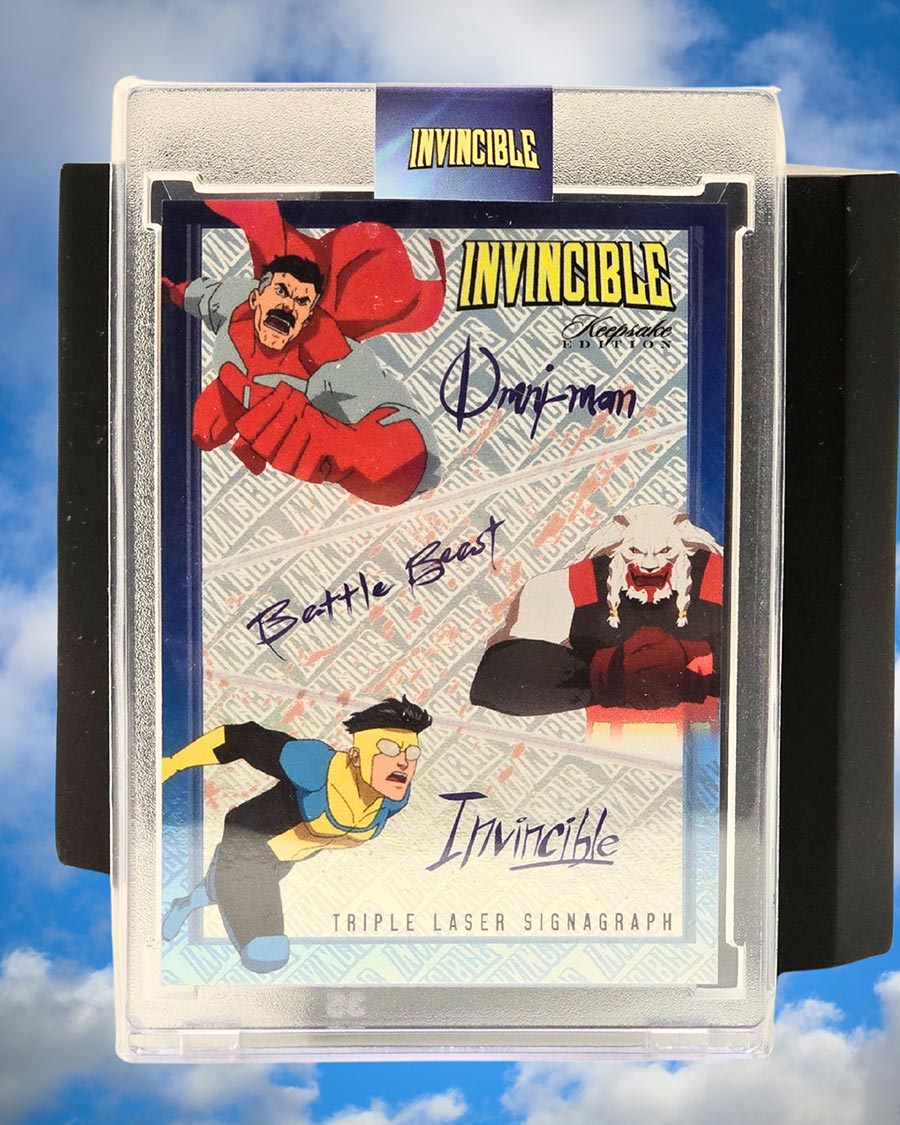 INVINCIBLE
INVINCIBLE
Keepsake
EDITION
Omni-man
Battle Beast
Invincible
TRIPLE LASER SIGNAGRAPH